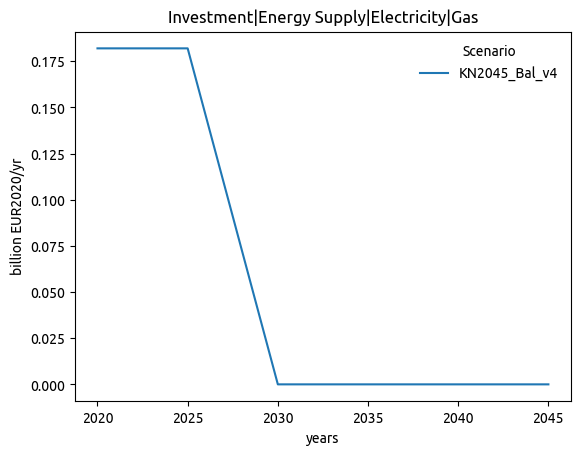 Investment|Energy Supply|Electricity|Gas
Scenario
KN2045_Bal_v4
billion EUR2020/yr
0.175
0.150
0.125
0.100
0.075
0.050
0.025
0.000
2020 2025 2030 2035 2040 2045
years